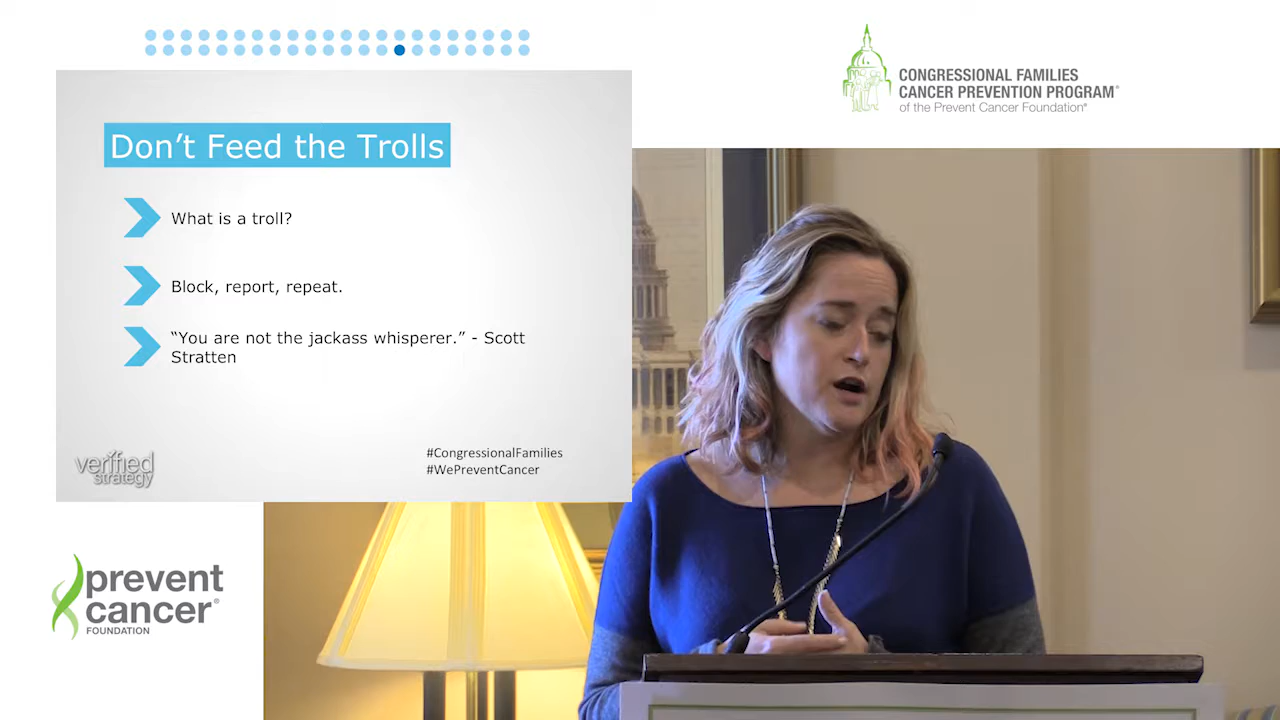 CONGRESSIONAL FAMILIES
CANCER PREVENTION PROGRAM®
of the Prevent Cancer Foundation®
Don’t Feed the Trolls
What is a troll?
Block, report, repeat.
“You are not the jackass whisperer.” - Scott
Stratten
#CongressionalFamilies
#WePreventCancer
verified
strategy
prevent
cancer®
FOUNDATION